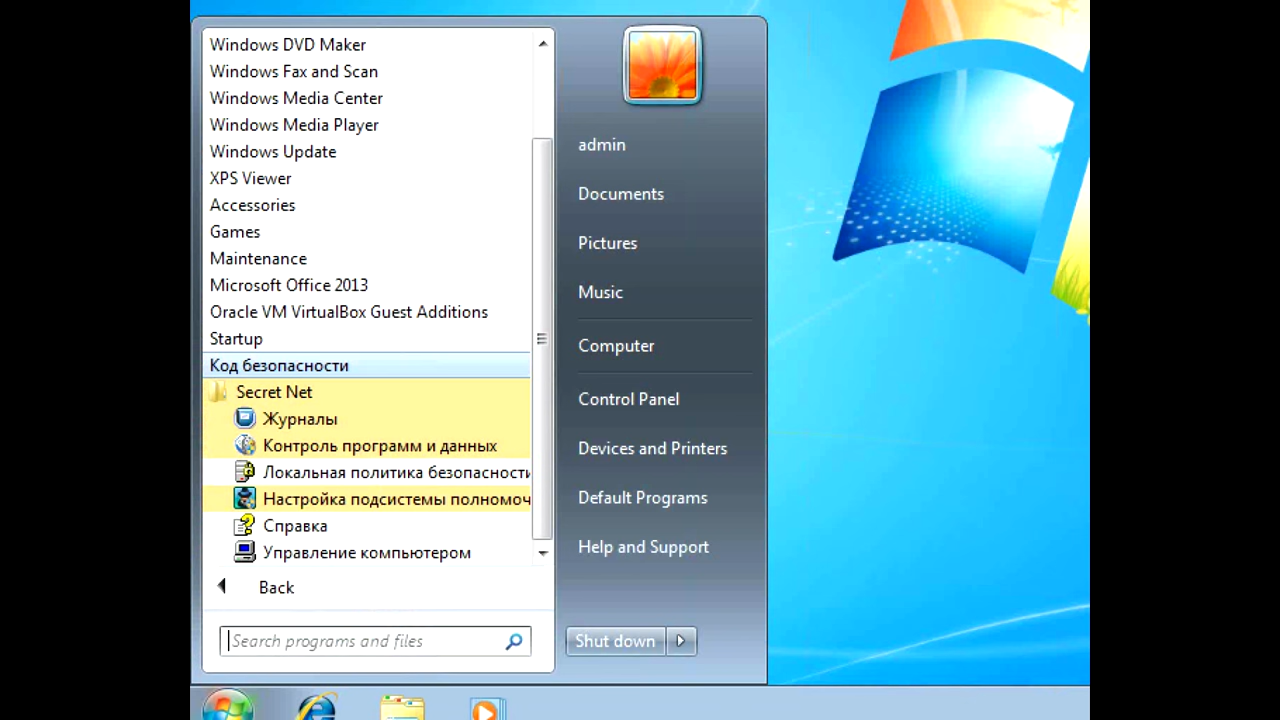 Windows DVD Maker
Windows Fax and Scan
Windows Media Center
Windows Media Player
Windows Update
XPS Viewer
Accessories
Games
Maintenance
Microsoft Office 2013
Oracle VM VirtualBox Guest Additions
Startup
Код безопасности
Secret Net
Журналы
Контроль программ и данных
Локальная политика безопасности
Настройка подсистемы полномоч
Справка
Управление компьютером
Back
Search programs and files
admin
Documents
Pictures
Music
Computer
Control Panel
Devices and Printers
Default Programs
Help and Support
Shut down